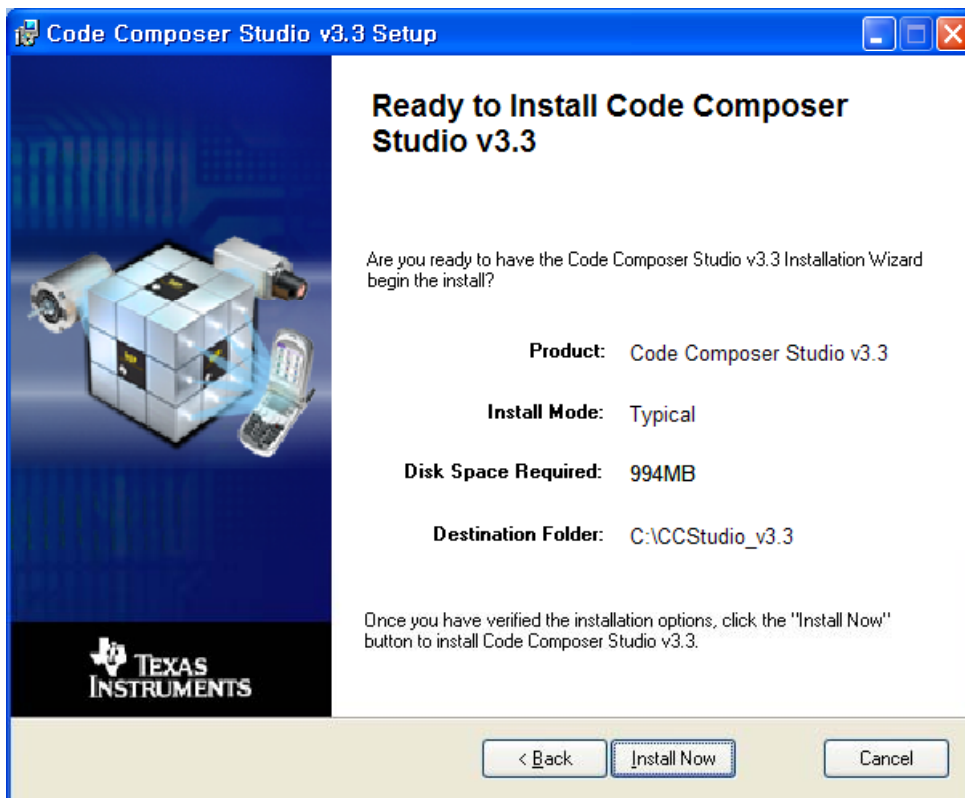 Code Composer Studio v3.3 Setup
Ready to Install Code Composer
Studio v3.3
Are you ready to have the Code Composer Studio v3.3 Installation Wizard
begin the install?
Product: Code Composer Studio v3.3
Install Mode: Typical
Disk Space Required: 994MB
Destination Folder: C:\CCStudio_v3.3
Once you have verified the installation options, click the "Install Now"
button to install Code Composer Studio v3.3.
TEXAS
INSTRUMENTS
< Back Install Now Cancel